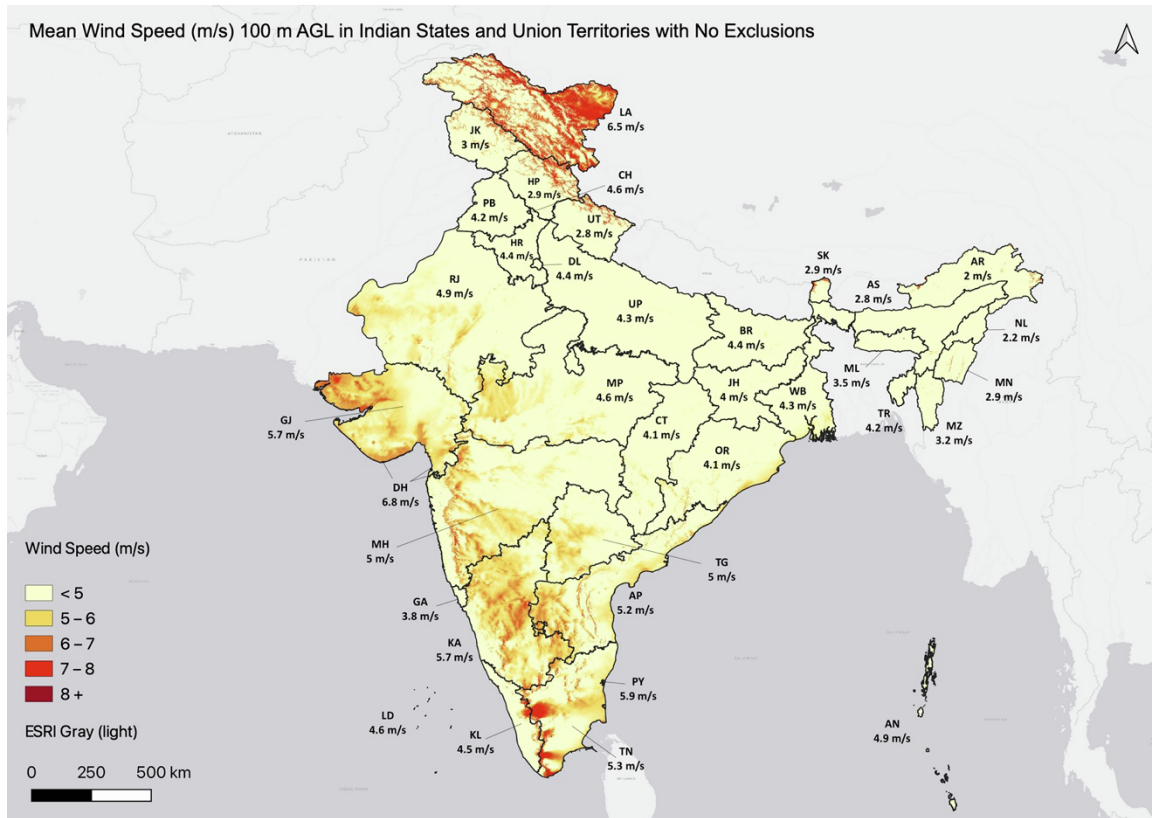 Mean Wind Speed (m/s) 100 m AGL in Indian States and Union Territories with No Exclusions
LA
6.5 m/s
JK
3 m/s
CH
4.6 m/s
HP
2.9 m/s
PB
4.2 m/s
UT
2.8 m/s
HR
4.4 m/s
DL
4.4 m/s
RJ
4.9 m/s
SK
2.9 m/s
AS
2.8 m/s
AR
2 m/s
UP
4.3 m/s
BR
4.4 m/s
NL
2.2 m/s
ML
3.5 m/s
MN
2.9 m/s
MP
4.6 m/s
JH
4 m/s
WB
4.3 m/s
TR
4.2 m/s
MZ
3.2 m/s
GJ
5.7 m/s
CT
4.1 m/s
OR
4.1 m/s
DH
6.8 m/s
MH
5 m/s
TG
5 m/s
GA
3.8 m/s
AP
5.2 m/s
KA
5.7 m/s
PY
5.9 m/s
LD
4.6 m/s
KL
4.5 m/s
TN
5.3 m/s
AN
4.9 m/s
Wind Speed (m/s)
< 5
5 – 6
6 – 7
7 – 8
8 +
ESRI Gray (light)
0 250 500 km
AFGHANISTAN
PAKISTAN